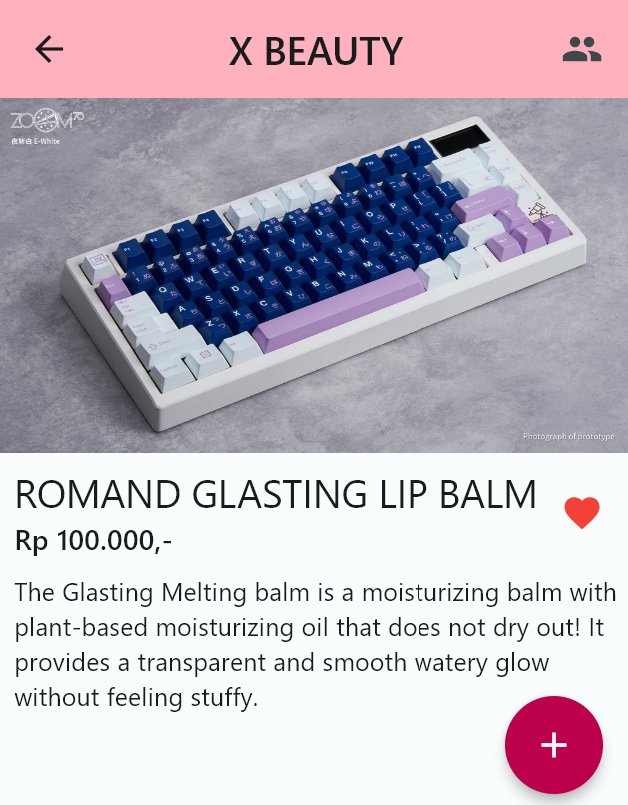 X BEAUTY
ZOOM75
夜斩白 E-White
Photograph of prototype
ROMAND GLASTING LIP BALM
Rp 100.000,-
The Glasting Melting balm is a moisturizing balm with
plant-based moisturizing oil that does not dry out! It
provides a transparent and smooth watery glow
without feeling stuffy.